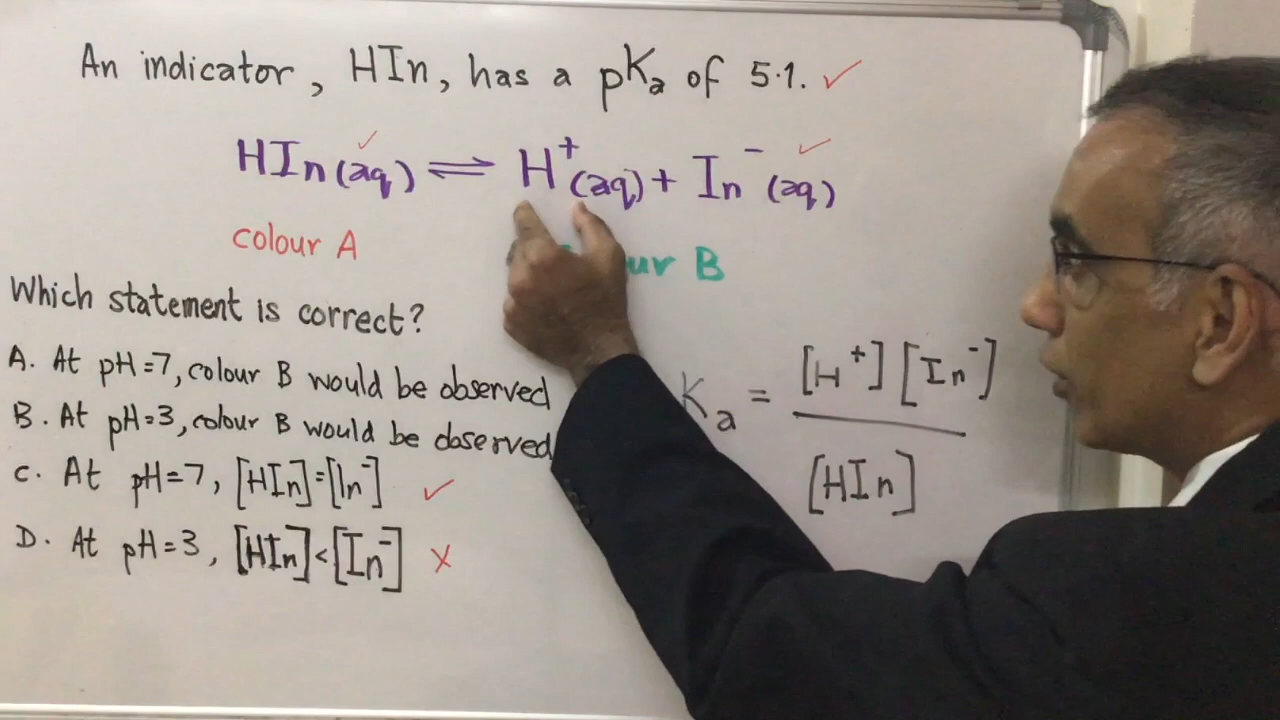 An indicator, HIn, has a pKa of 5.1. ✓
HIn(aq) ⇌ H⁺(aq) + In⁻(aq)
colour A
B
Which statement is correct?
A. At pH=7, colour B would be observed
B. At pH=3, colour B would be observed
C. At pH=7, [HIn]=[In⁻] ✓
D. At pH=3, [HIn]<[In⁻] ✗
Ka = [H⁺][In⁻]
[HIn]